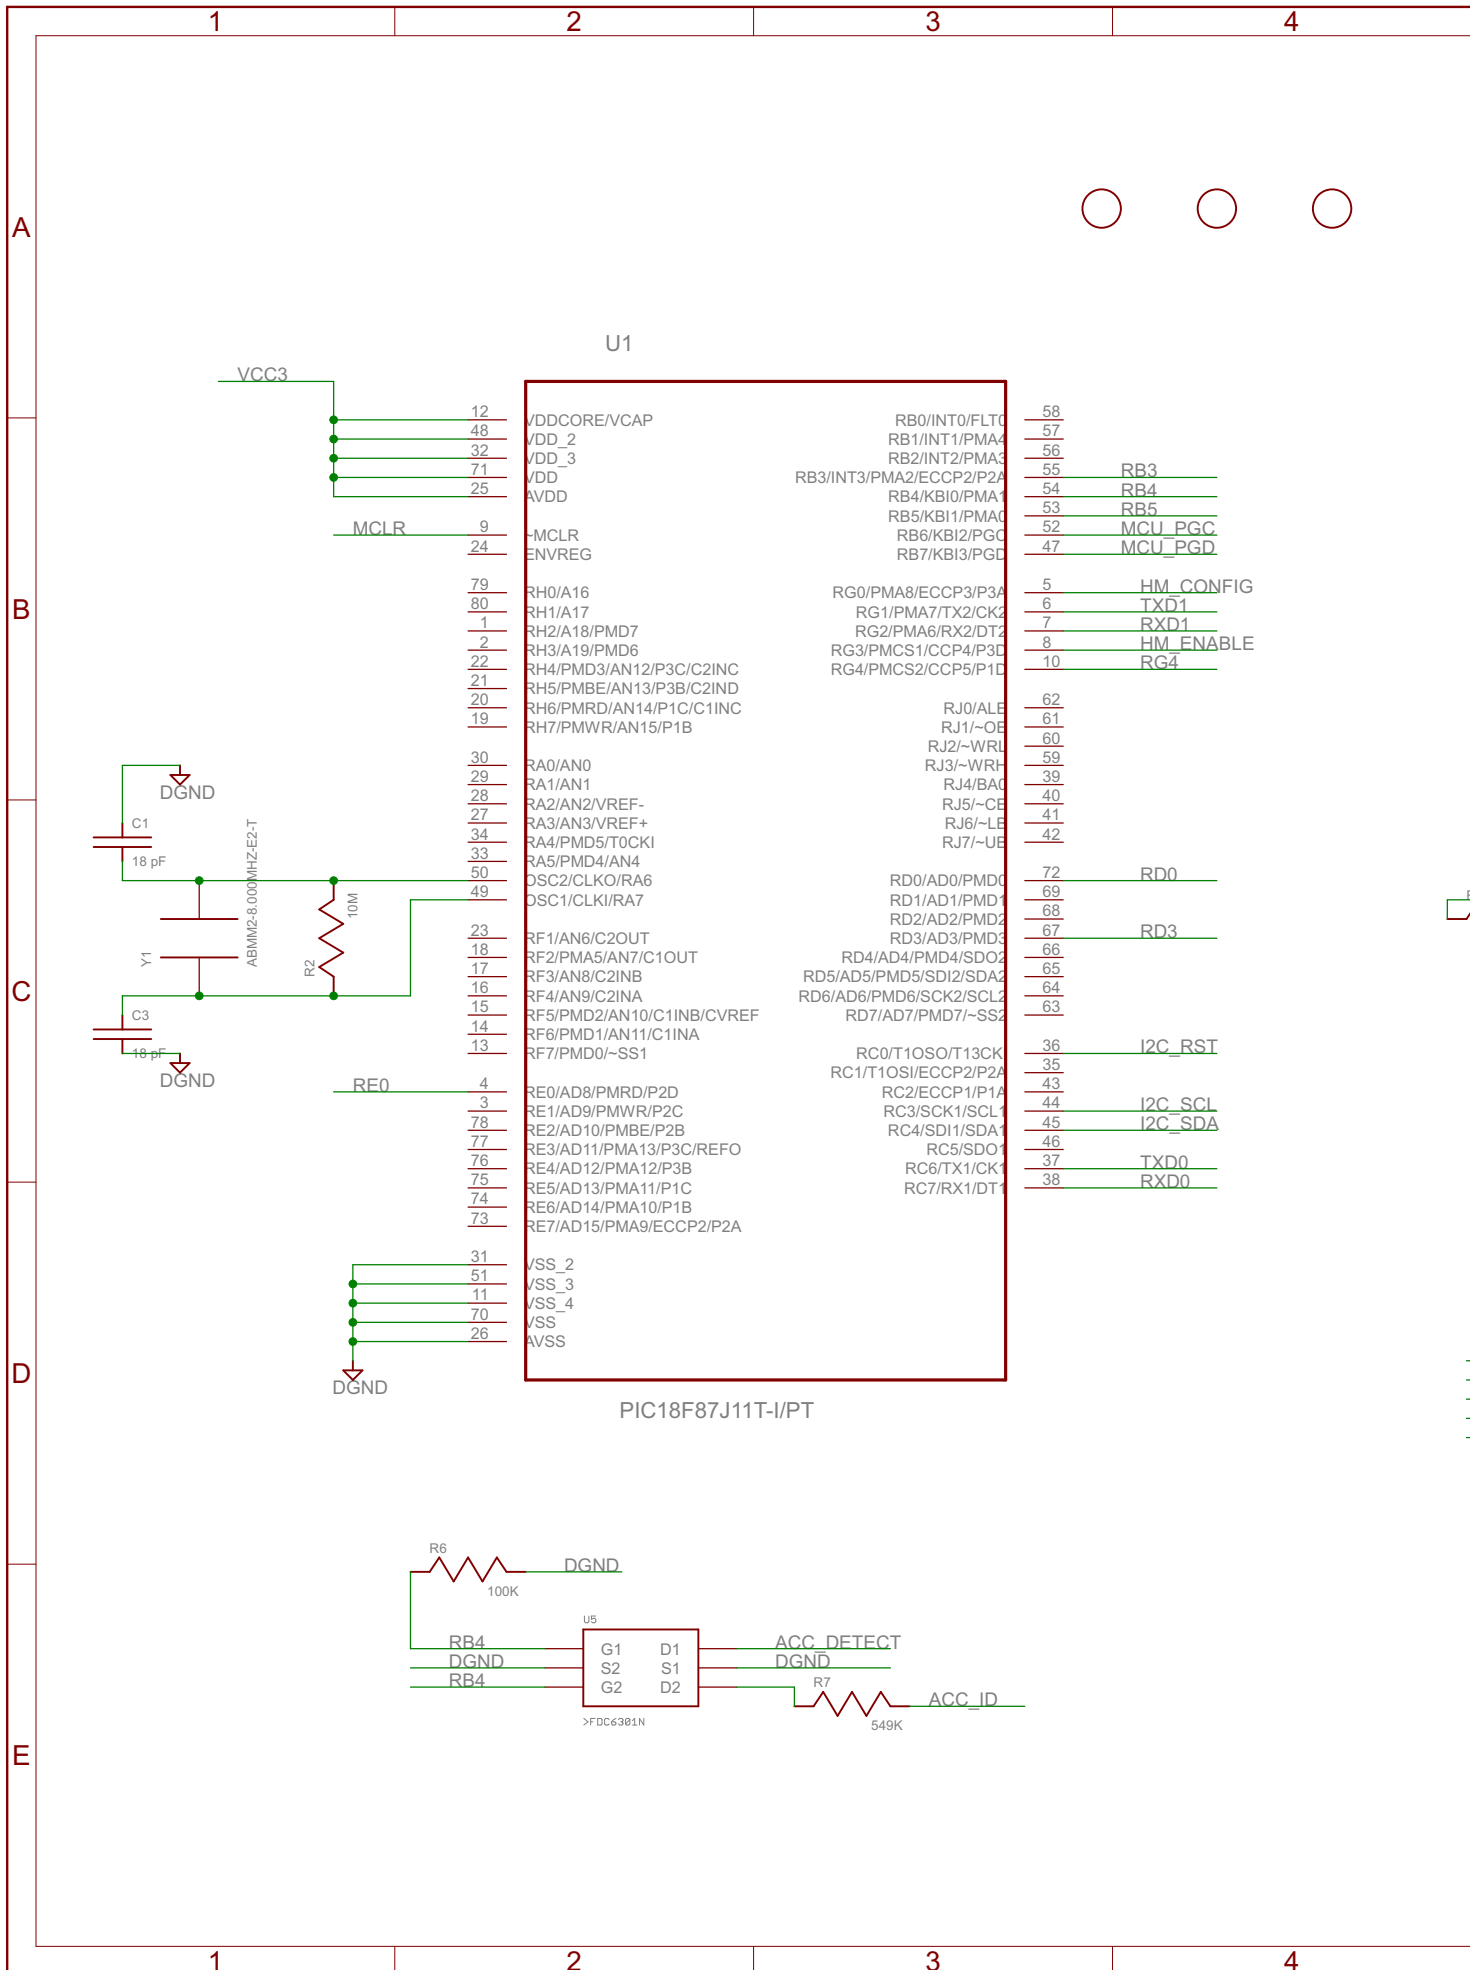 1 2 3 4
A
B
C
D
E
U1
VCC3
12 VDDCORE/VCAP
48 VDD_2
32 VDD_3
71 VDD
25 AVDD
MCLR 9 ~MCLR
24 ENVREG
79 RH0/A16
80 RH1/A17
1 RH2/A18/PMD7
2 RH3/A19/PMD6
22 RH4/PMD3/AN12/P3C/C2INC
21 RH5/PMBE/AN13/P3B/C2IND
20 RH6/PMRD/AN14/P1C/C1INC
19 RH7/PMWR/AN15/P1B
30 RA0/AN0
29 RA1/AN1
28 RA2/AN2/VREF-
27 RA3/AN3/VREF+
34 RA4/PMD5/T0CKI
33 RA5/PMD4/AN4
50 OSC2/CLKO/RA6
49 OSC1/CLKI/RA7
23 RF1/AN6/C2OUT
18 RF2/PMA5/AN7/C1OUT
17 RF3/AN8/C2INB
16 RF4/AN9/C2INA
15 RF5/PMD2/AN10/C1INB/CVREF
14 RF6/PMD1/AN11/C1INA
13 RF7/PMD0/~SS1
RE0 4 RE0/AD8/PMRD/P2D
3 RE1/AD9/PMWR/P2C
78 RE2/AD10/PMBE/P2B
77 RE3/AD11/PMA13/P3C/REFO
76 RE4/AD12/PMA12/P3B
75 RE5/AD13/PMA11/P1C
74 RE6/AD14/PMA10/P1B
73 RE7/AD15/PMA9/ECCP2/P2A
31 VSS_2
51 VSS_3
11 VSS_4
70 VSS
26 AVSS
DGND
RB0/INT0/FLT0 58
RB1/INT1/PMA4 57
RB2/INT2/PMA3 56
RB3/INT3/PMA2/ECCP2/P2A 55 RB3
RB4/KBI0/PMA1 54 RB4
RB5/KBI1/PMA0 53 RB5
RB6/KBI2/PGC 52 MCU_PGC
RB7/KBI3/PGD 47 MCU_PGD
RG0/PMA8/ECCP3/P3A 5 HM_CONFIG
RG1/PMA7/TX2/CK2 6 TXD1
RG2/PMA6/RX2/DT2 7 RXD1
RG3/PMCS1/CCP4/P3D 8 HM_ENABLE
RG4/PMCS2/CCP5/P1D 10 RG4
RJ0/ALE 62
RJ1/~OE 61
RJ2/~WRL 60
RJ3/~WRH 59
RJ4/BA0 39
RJ5/~CE 40
RJ6/~LB 41
RJ7/~UB 42
RD0/AD0/PMD0 72 RD0
RD1/AD1/PMD1 69
RD2/AD2/PMD2 68
RD3/AD3/PMD3 67 RD3
RD4/AD4/PMD4/SDO2 66
RD5/AD5/PMD5/SDI2/SDA2 65
RD6/AD6/PMD6/SCK2/SCL2 64
RD7/AD7/PMD7/~SS2 63
RC0/T1OSO/T13CK 36 I2C_RST
RC1/T1OSI/ECCP2/P2A 35
RC2/ECCP1/P1A 43
RC3/SCK1/SCL1 44 I2C_SCL
RC4/SDI1/SDA1 45 I2C_SDA
RC5/SDO1 46
RC6/TX1/CK1 37 TXD0
RC7/RX1/DT1 38 RXD0
PIC18F87J11T-I/PT
DGND
C1
18 pF
Y1
ABMM2-8.000MHZ-E2-T
R2
10M
C3
18 pF
DGND
R6
100K
DGND
U5
RB4 G1 D1 ACC_DETECT
DGND S2 S1 DGND
RB4 G2 D2
R7
549K
ACC_ID
>FDC6301N
1 2 3 4